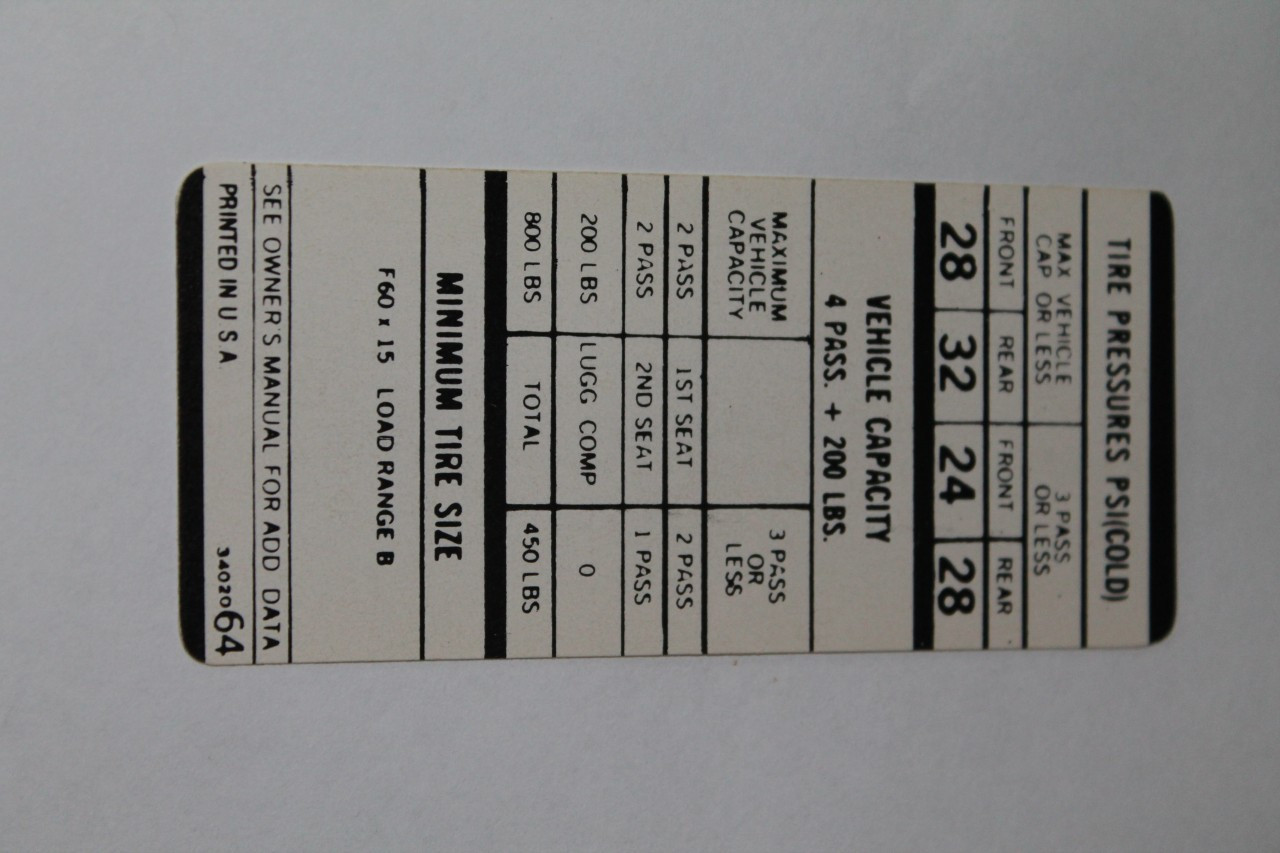 TIRE PRESSURES PSI(COLD)
MAX VEHICLE CAP OR LESS 3 PASS OR LESS
FRONT REAR FRONT REAR
28 32 24 28
VEHICLE CAPACITY
4 PASS. + 200 LBS.
MAXIMUM VEHICLE CAPACITY 3 PASS OR LESS
2 PASS 1ST SEAT 2 PASS
2 PASS 2ND SEAT 1 PASS
200 LBS LUGG COMP 0
800 LBS TOTAL 450 LBS
MINIMUM TIRE SIZE
F60 x 15 LOAD RANGE B
SEE OWNER'S MANUAL FOR ADD DATA
PRINTED IN U S A 3402064